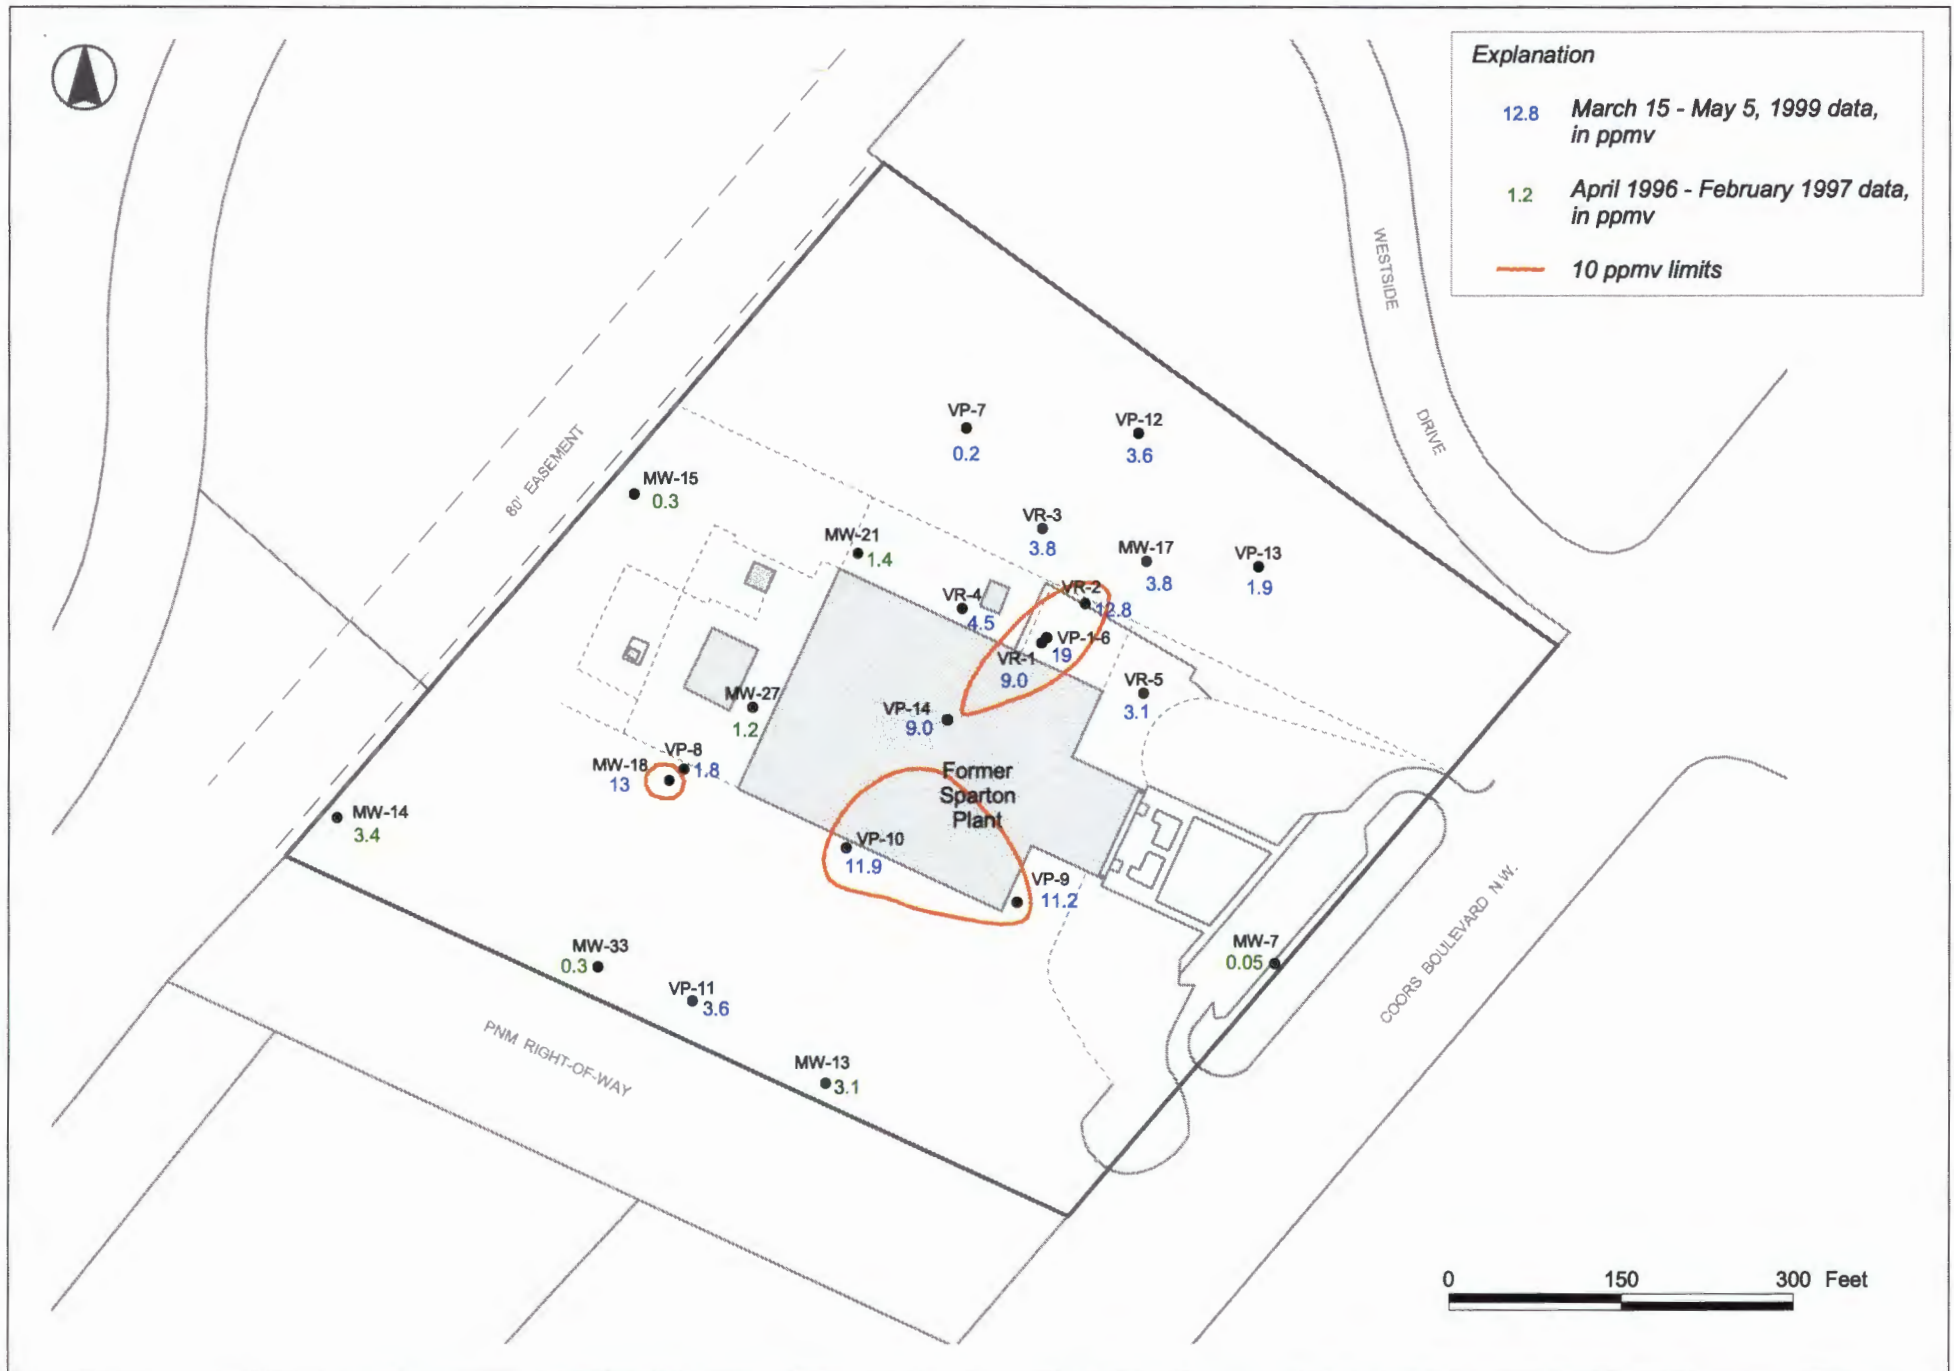 Explanation
12.8 March 15 - May 5, 1999 data,
in ppmv
1.2 April 1996 - February 1997 data,
in ppmv
10 ppmv limits
WESTSIDE
DRIVE
80' EASEMENT
VP-7
0.2
VP-12
3.6
MW-15
0.3
VR-3
3.8
MW-21
1.4
MW-17
3.8
VP-13
1.9
VR-2
12.8
VR-4
4.5
VP-1-6
19
VR-1
9.0
VR-5
3.1
MW-27
1.2
VP-14
9.0
VP-8
1.8
MW-18
13
Former
Sparton
Plant
MW-14
3.4
VP-10
11.9
VP-9
11.2
MW-33
0.3
MW-7
0.05
VP-11
3.6
COORS BOULEVARD N.W.
PNM RIGHT-OF-WAY
MW-13
3.1
0 150 300 Feet